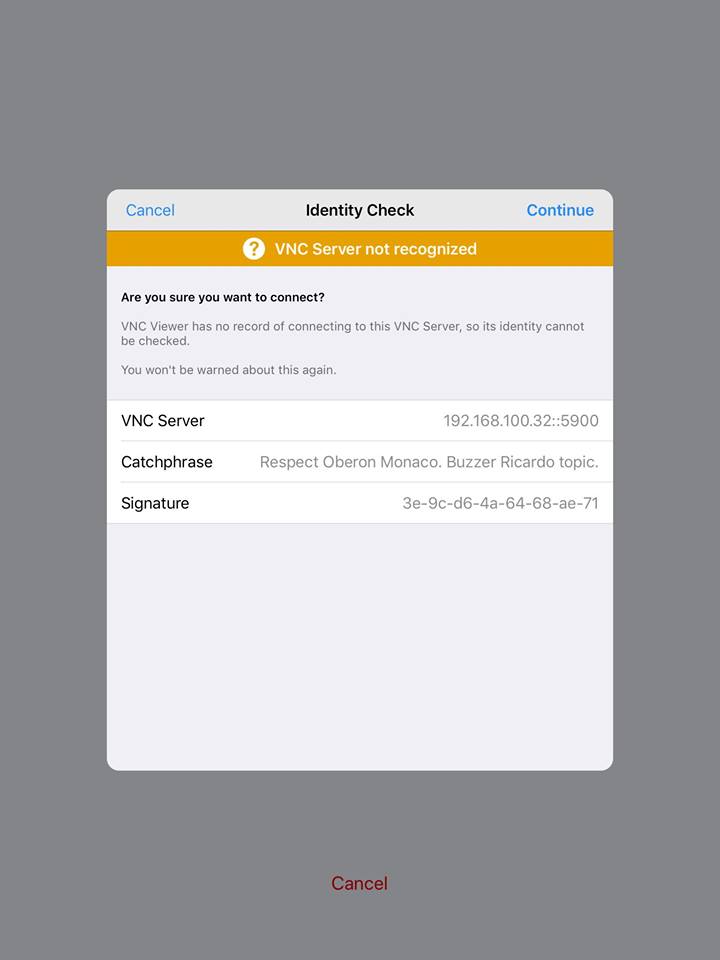 Cancel Identity Check Continue
? VNC Server not recognized
Are you sure you want to connect?
VNC Viewer has no record of connecting to this VNC Server, so its identity cannot
be checked.
You won't be warned about this again.
VNC Server 192.168.100.32::5900
Catchphrase Respect Oberon Monaco. Buzzer Ricardo topic.
Signature 3e-9c-d6-4a-64-68-ae-71
Cancel